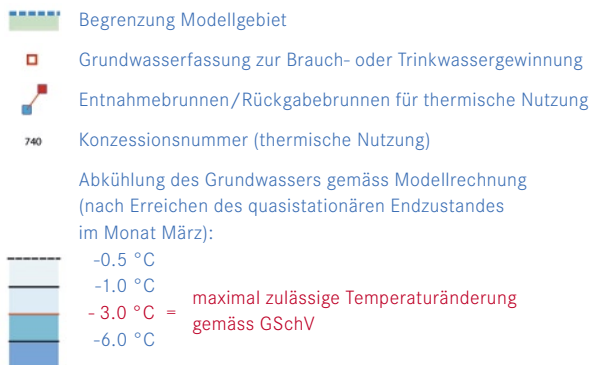 Begrenzung Modellgebiet
Grundwasserfassung zur Brauch- oder Trinkwassergewinnung
Entnahmebrunnen/Rückgabebrunnen für thermische Nutzung
740 Konzessionsnummer (thermische Nutzung)
Abkühlung des Grundwassers gemäss Modellrechnung
(nach Erreichen des quasistationären Endzustandes
im Monat März):
-0.5 °C
-1.0 °C
- 3.0 °C = maximal zulässige Temperaturänderung
gemäss GSchV
-6.0 °C